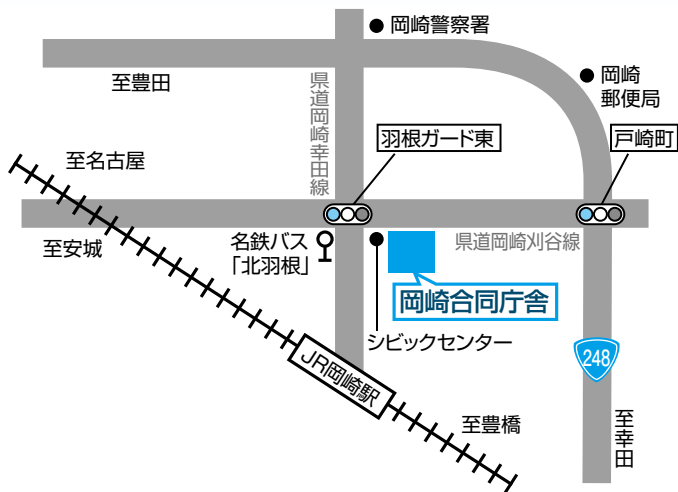 岡崎警察署
岡崎
郵便局
至豊田
県道岡崎幸田線
羽根ガード東
戸崎町
至名古屋
至安城
名鉄バス
「北羽根」
県道岡崎刈谷線
岡崎合同庁舎
シビックセンター
JR岡崎駅
248
至豊橋
至幸田